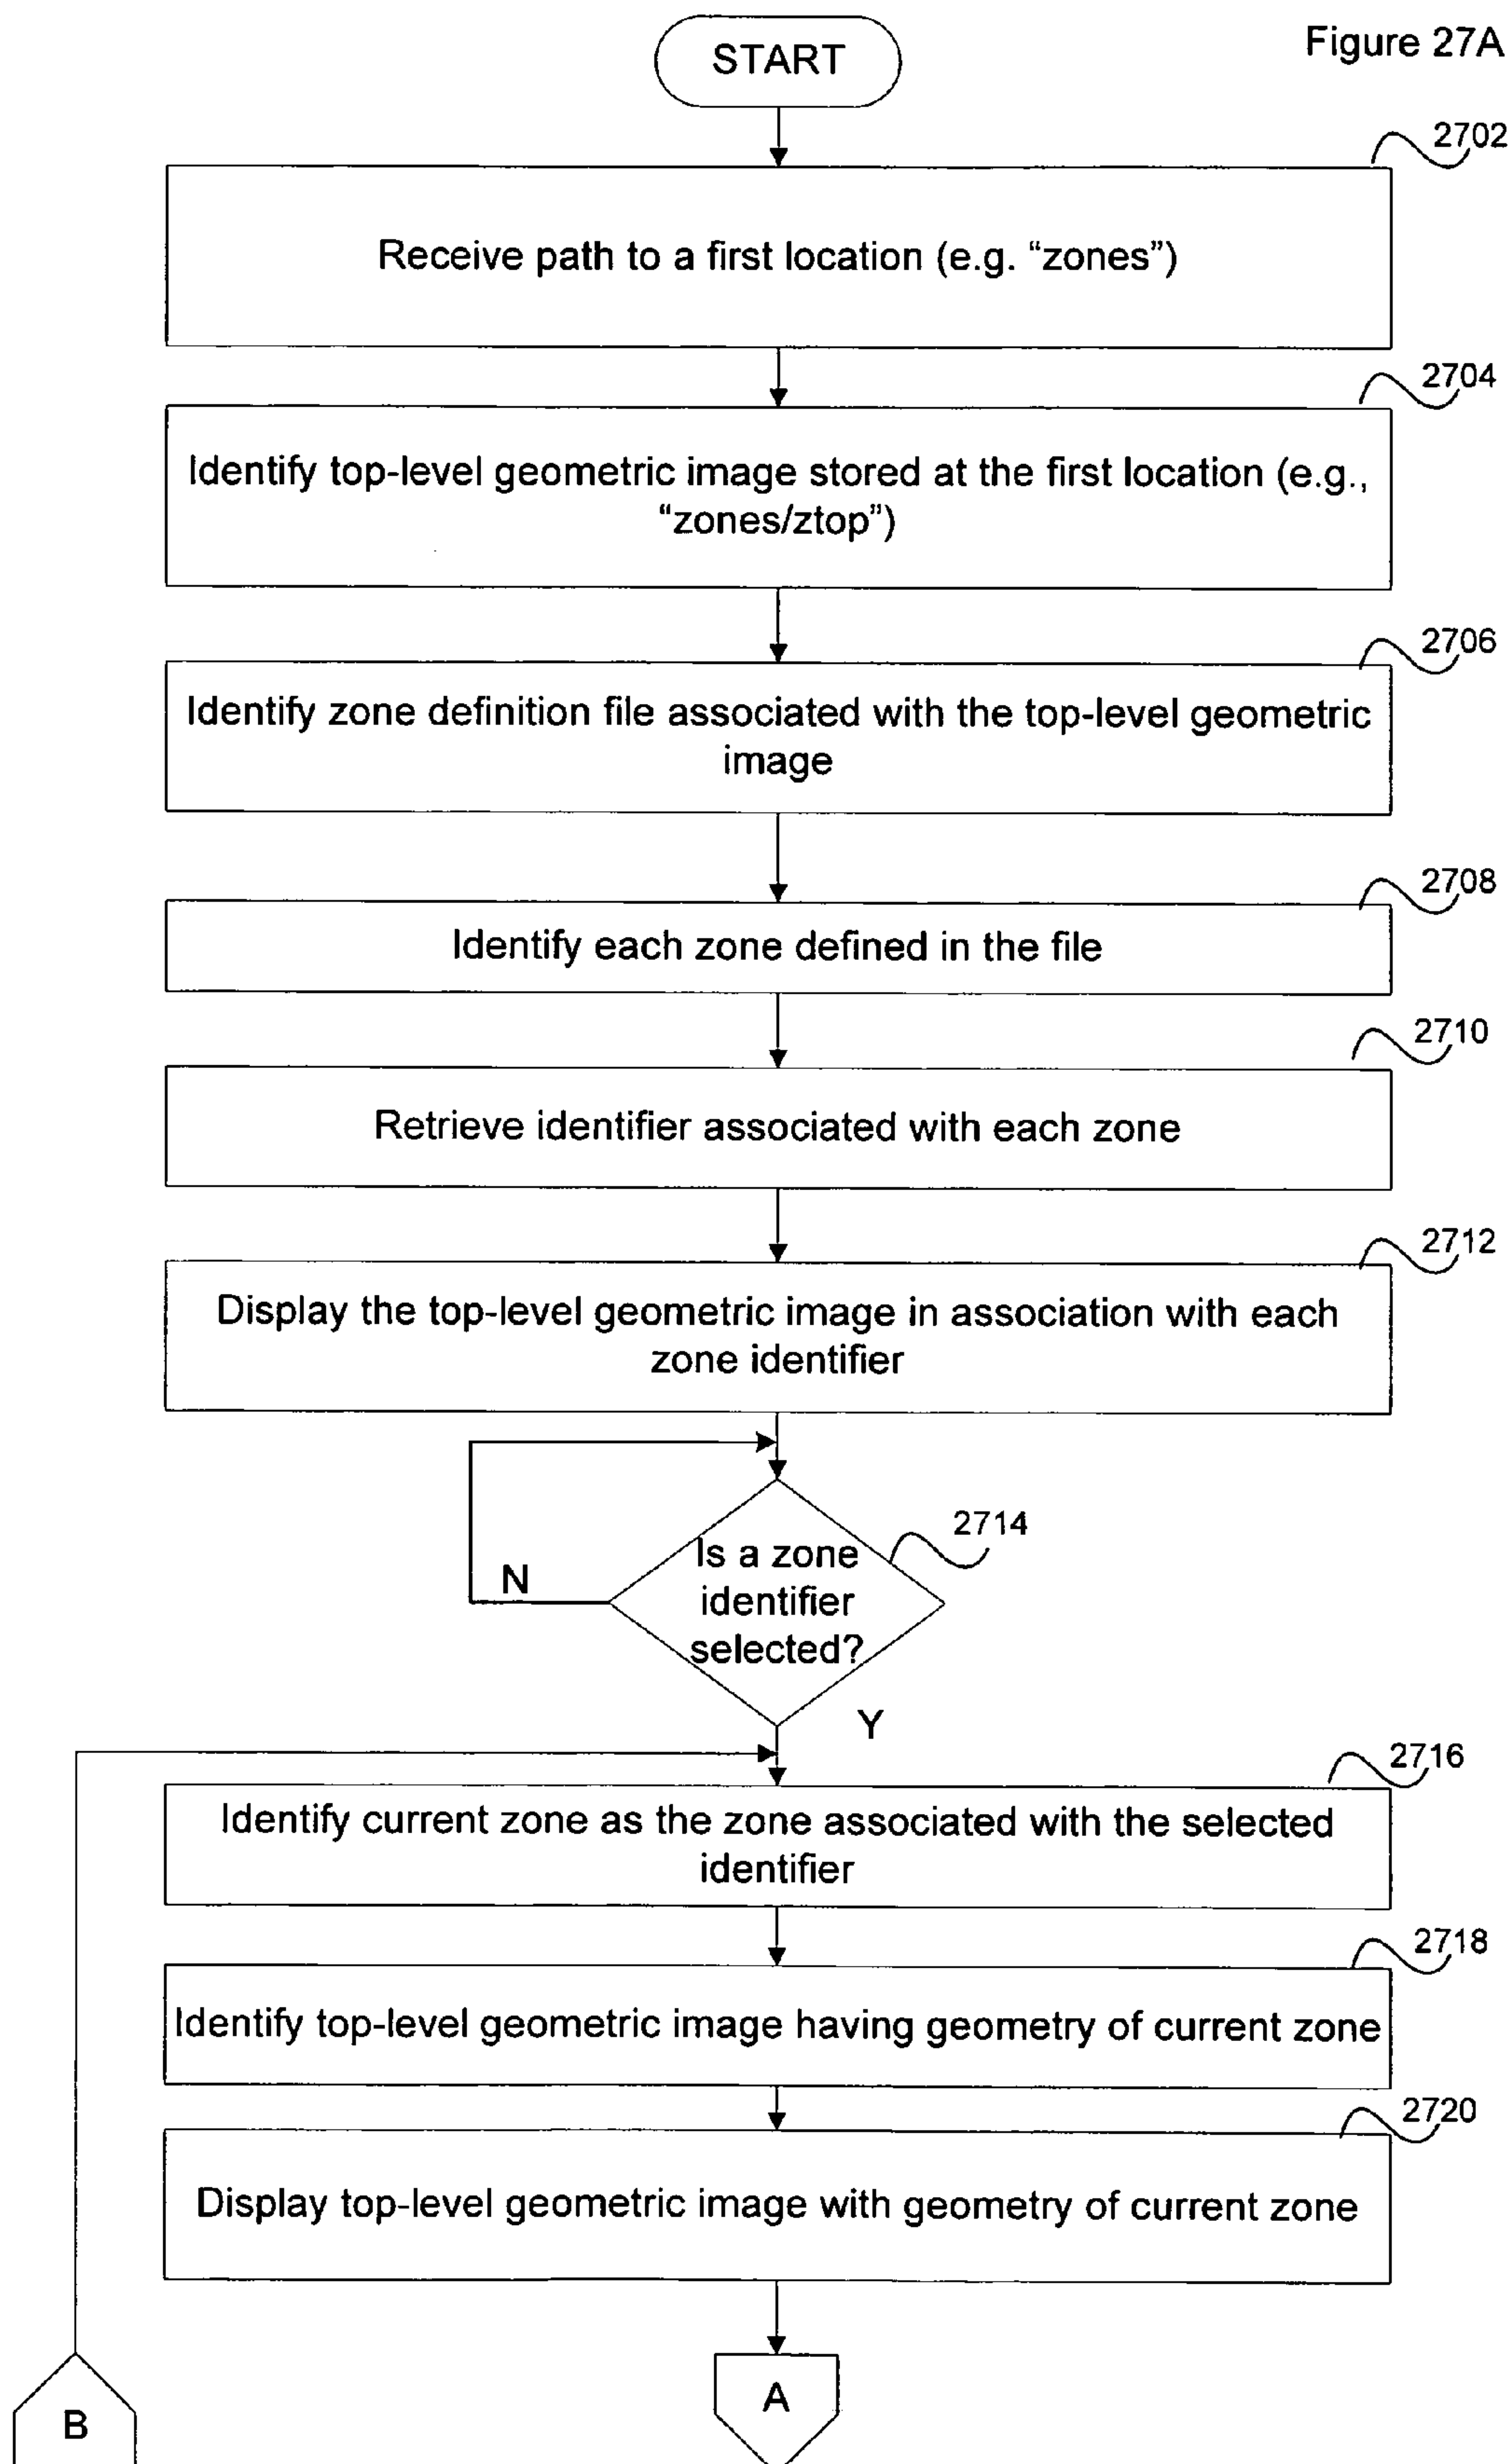 START
Figure 27A
2702
Receive path to a first location (e.g. “zones”)
2704
Identify top-level geometric image stored at the first location (e.g.,
“zones/ztop”)
2706
Identify zone definition file associated with the top-level geometric
image
2708
Identify each zone defined in the file
2710
Retrieve identifier associated with each zone
2712
Display the top-level geometric image in association with each
zone identifier
2714
Is a zone
identifier
selected?
N
Y
2716
Identify current zone as the zone associated with the selected
identifier
2718
Identify top-level geometric image having geometry of current zone
2720
Display top-level geometric image with geometry of current zone
A
B